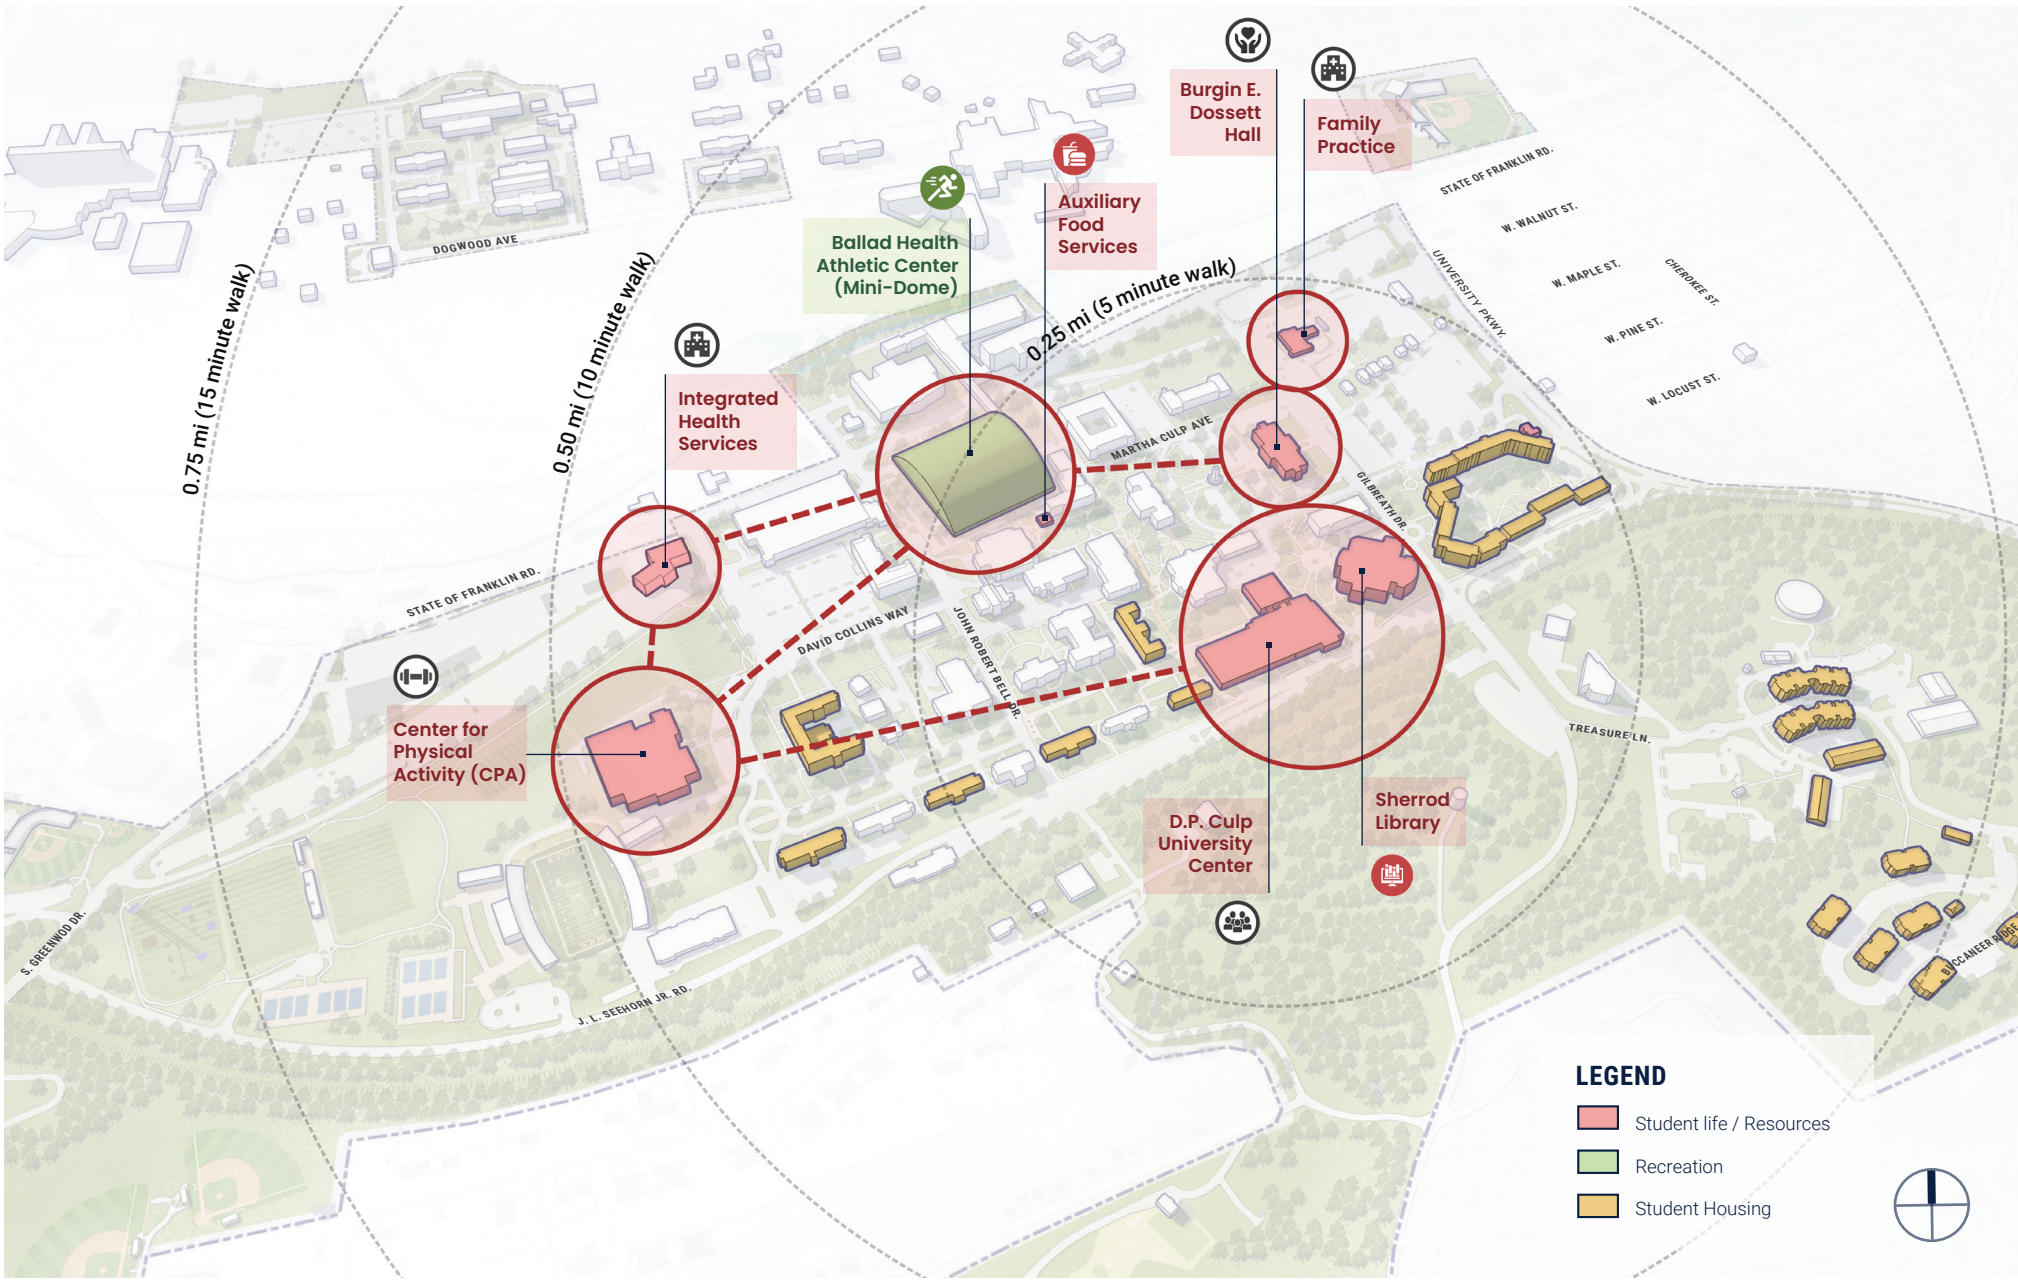 Burgin E.
Dossett
Hall
Family
Practice
STATE OF FRANKLIN RD.
W. WALNUT ST.
W. MAPLE ST.
CHEROKEE ST.
W. PINE ST.
W. LOCUST ST.
UNIVERSITY PKWY.
Auxiliary
Food
Services
Ballad Health
Athletic Center
(Mini-Dome)
DOGWOOD AVE
0.75 mi (15 minute walk)
0.50 mi (10 minute walk)
0.25 mi (5 minute walk)
Integrated
Health
Services
MARTHA CULP AVE
GILBREATH DR.
STATE OF FRANKLIN RD.
DAVID COLLINS WAY
JOHN ROBERT BELL DR.
Center for
Physical
Activity (CPA)
TREASURE LN.
D.P. Culp
University
Center
Sherrod
Library
S. GREENWOD DR.
J. L. SEEHORN JR. RD.
BUCCANEER RIDGE
LEGEND
Student life / Resources
Recreation
Student Housing